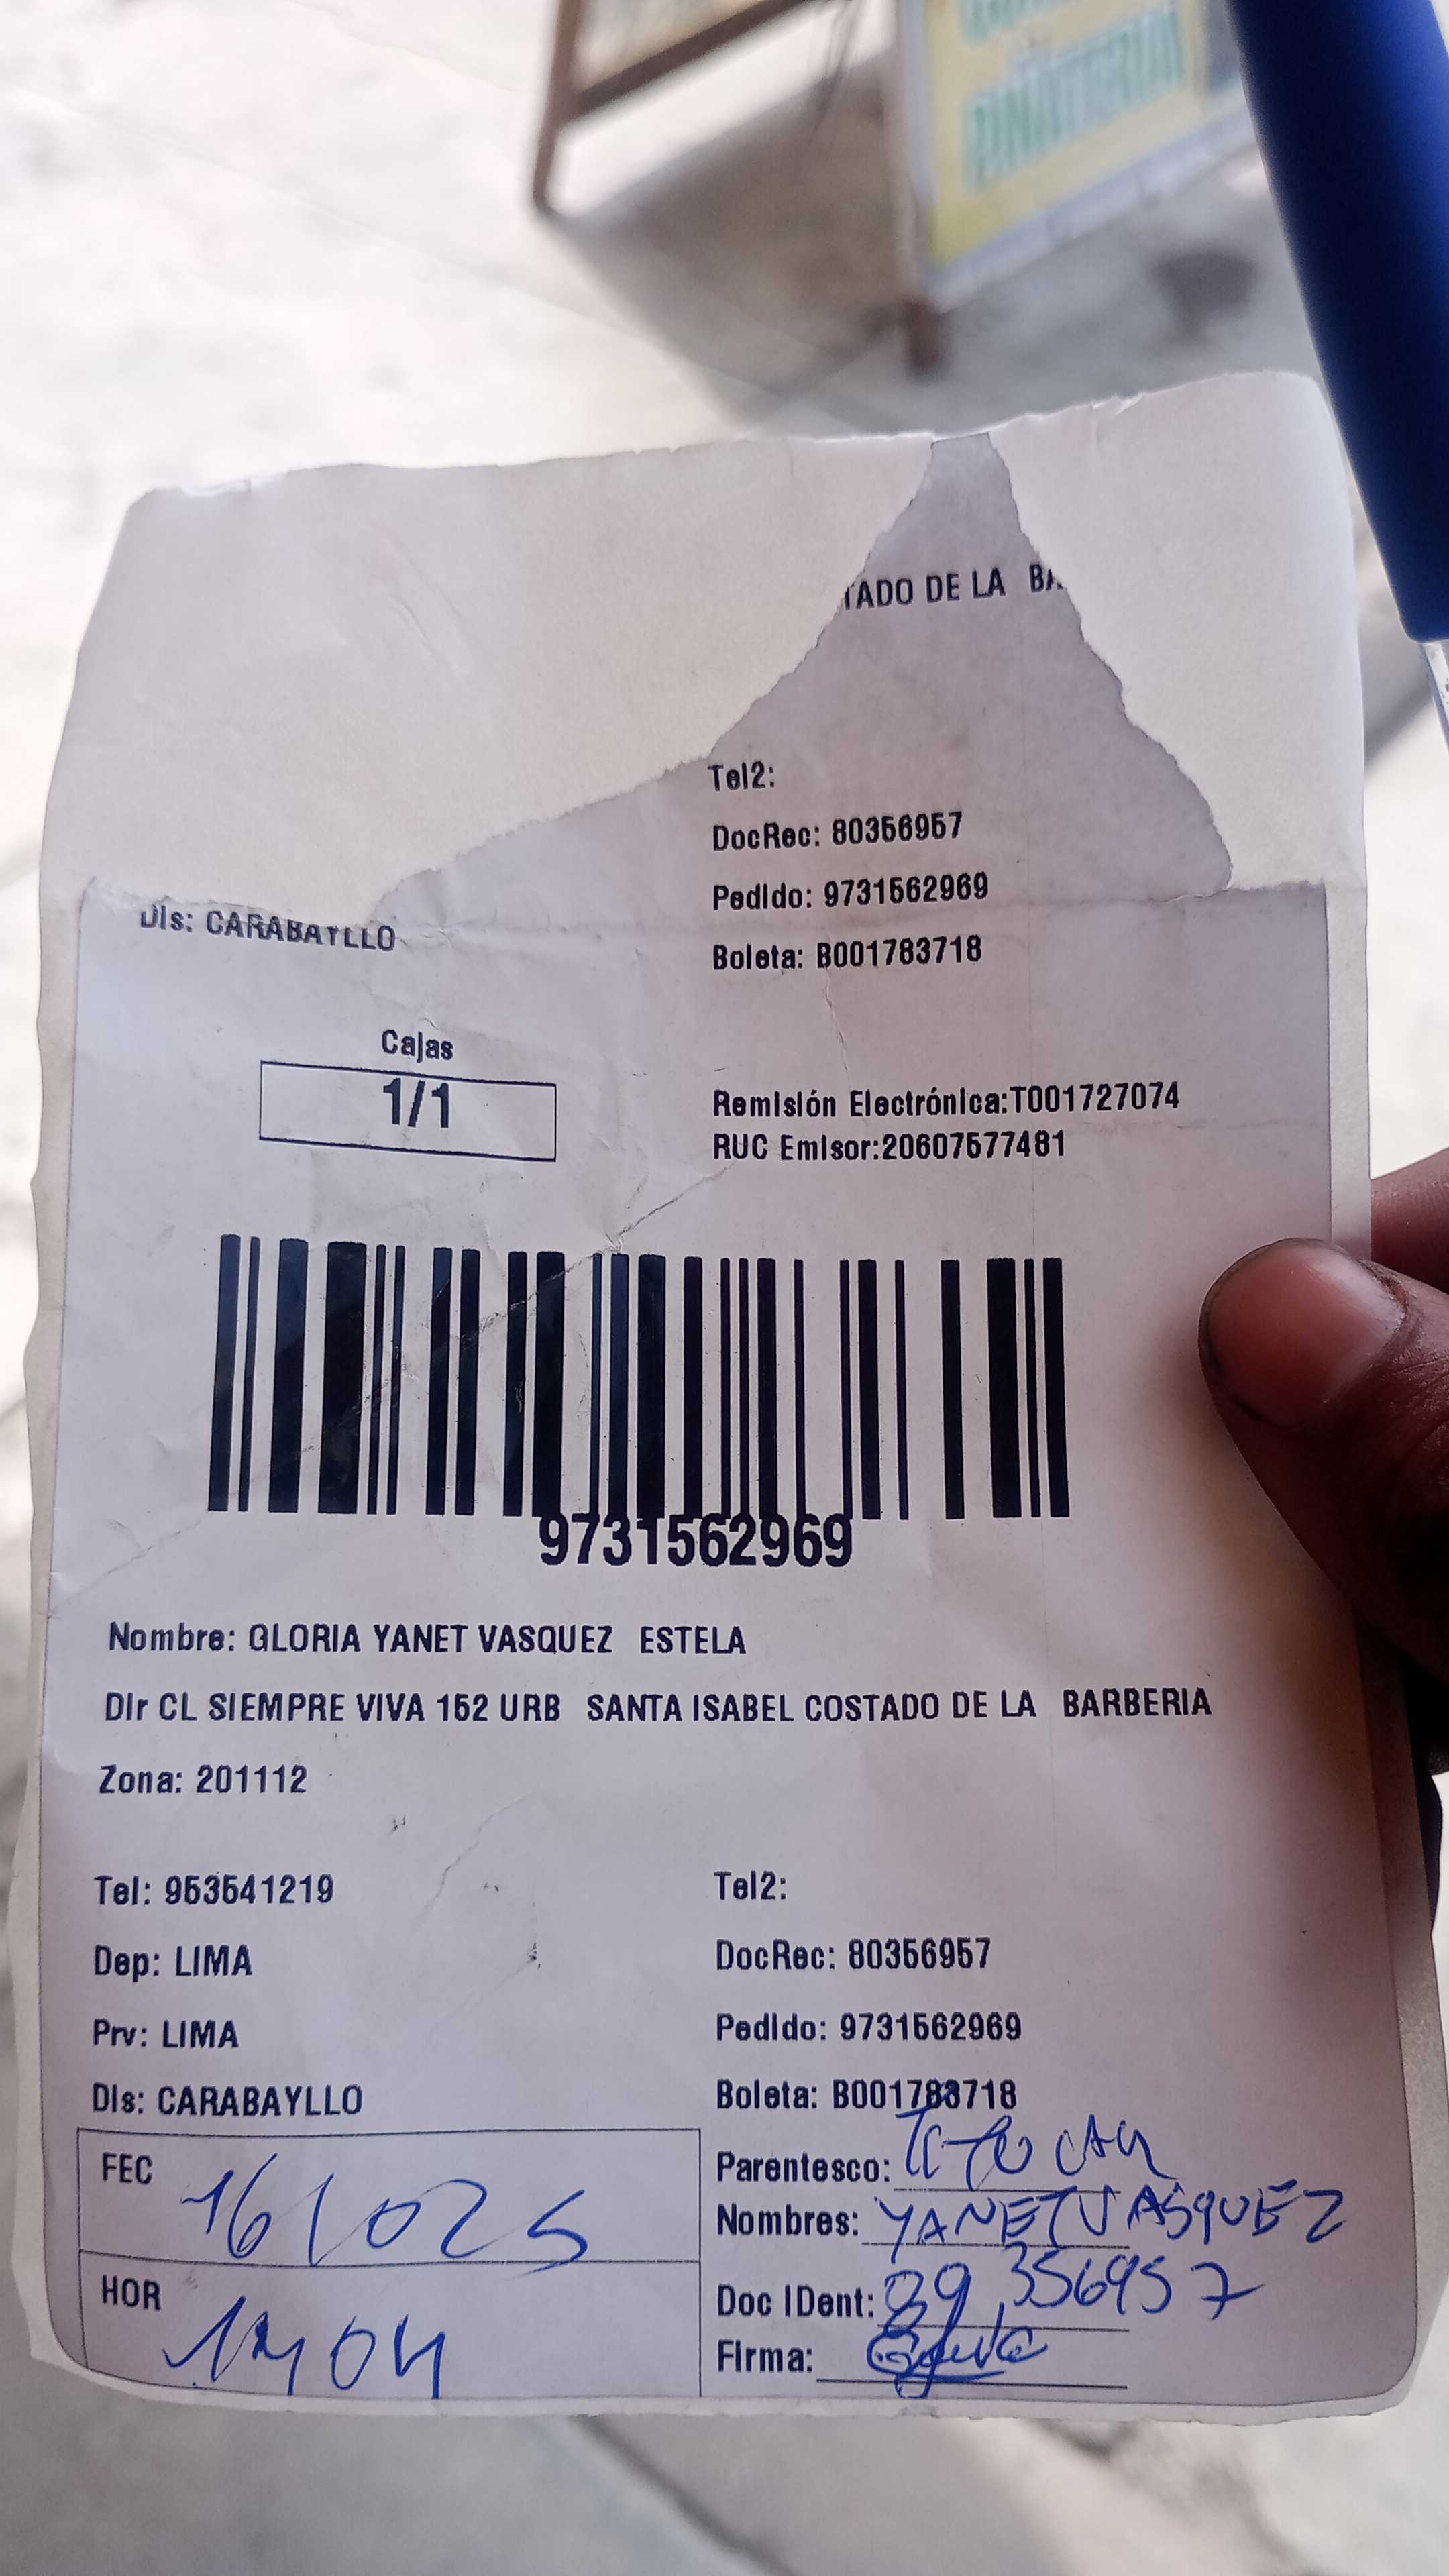 PIÑATERIA
TADO DE LA BA
Tel2:
DocRec: 80356957
Pedido: 9731562969
Dis: CARABAYLLO
Boleta: B001783718
Cajas
1/1
Remisión Electrónica:T001727074
RUC Emisor:20607577481
9731562969
Nombre: GLORIA YANET VASQUEZ ESTELA
Dir CL SIEMPRE VIVA 152 URB SANTA ISABEL COSTADO DE LA BARBERIA
Zona: 201112
Tel: 953541219
Tel2:
Dep: LIMA
DocRec: 80356957
Prv: LIMA
Pedido: 9731562969
Dis: CARABAYLLO
Boleta: B001783718
FEC
Parentesco:
Nombres: YANET VASQUEZ
HOR
Doc IDent: 356957
Firma: